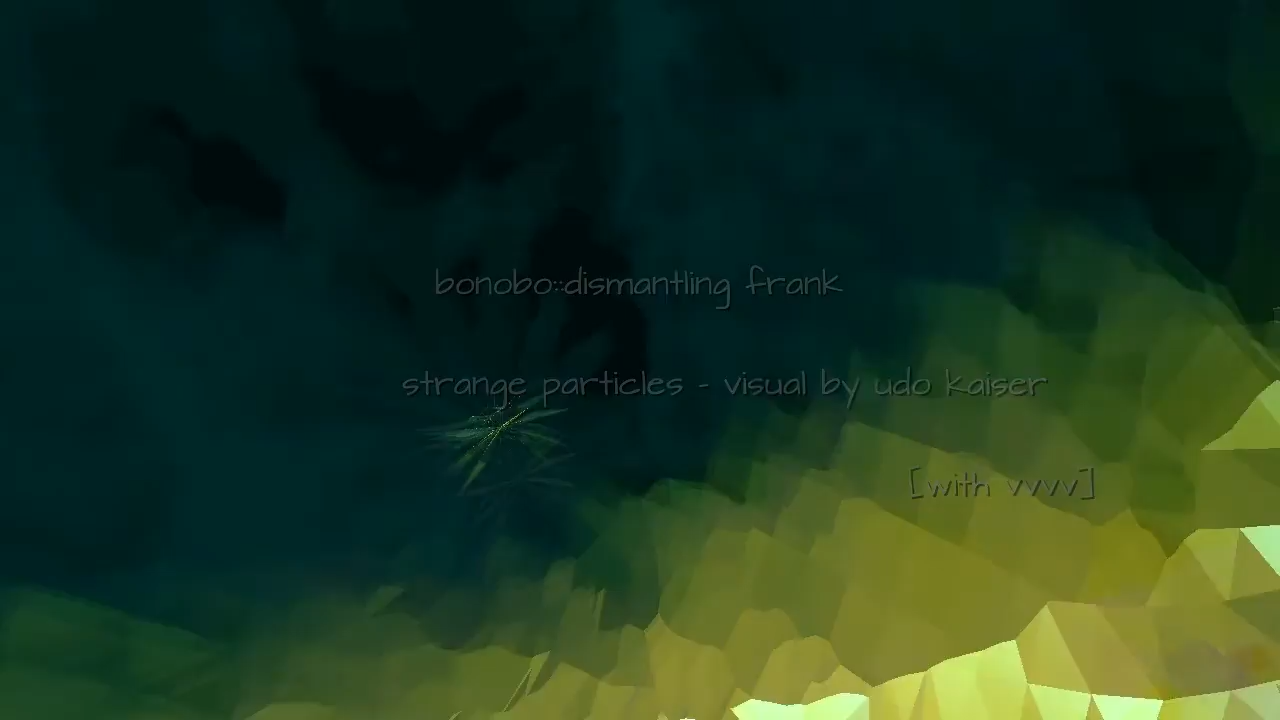 bonobo::dismantling frank
strange particles - visual by udo kaiser
[with vvvv]